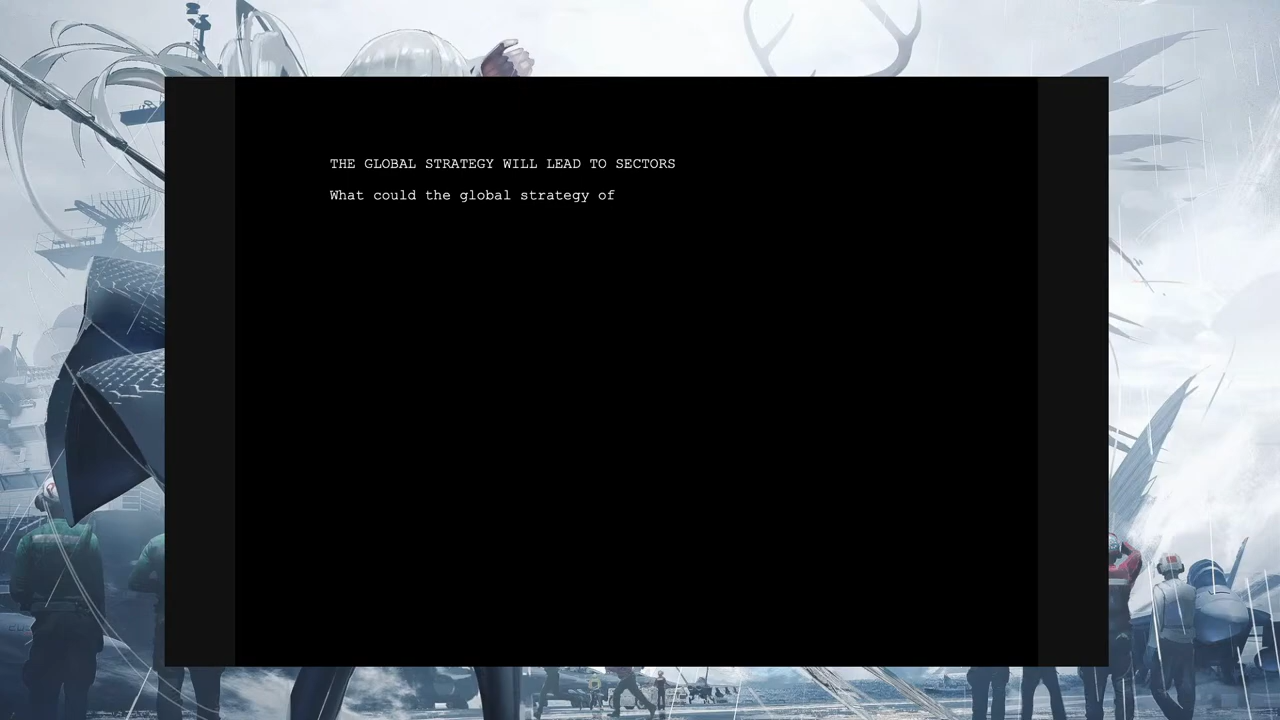 THE GLOBAL STRATEGY WILL LEAD TO SECTORS
What could the global strategy of